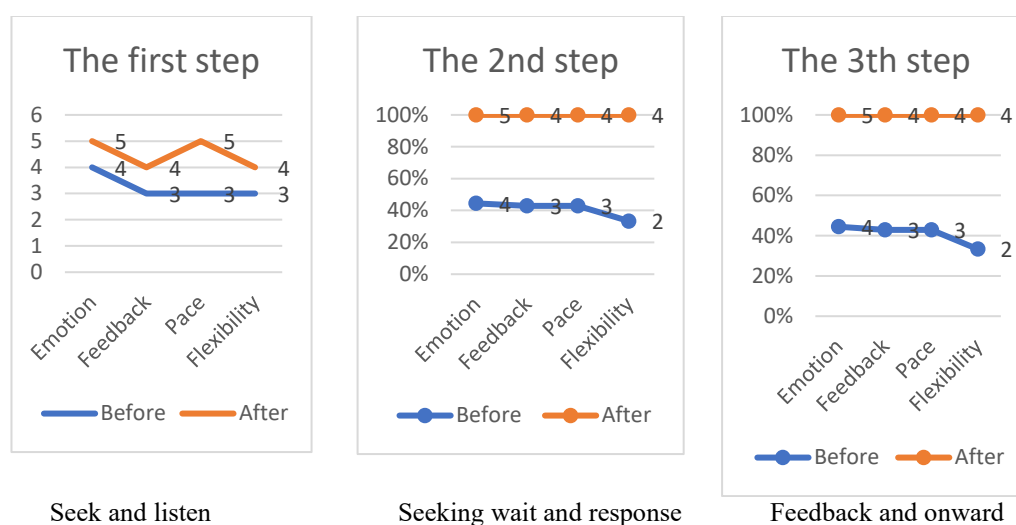 The first step
6
5
4
3
2
1
0
5
4
5
4
4
3
3
3
Emotion
Feedback
Pace
Flexibility
Before
After
The 2nd step
100%
80%
60%
40%
20%
0%
5
4
4
4
4
3
3
2
Emotion
Feedback
Pace
Flexibility
Before
After
The 3th step
100%
80%
60%
40%
20%
0%
5
4
4
4
4
3
3
2
Emotion
Feedback
Pace
Flexibility
Before
After
Seek and listen
Seeking wait and response
Feedback and onward